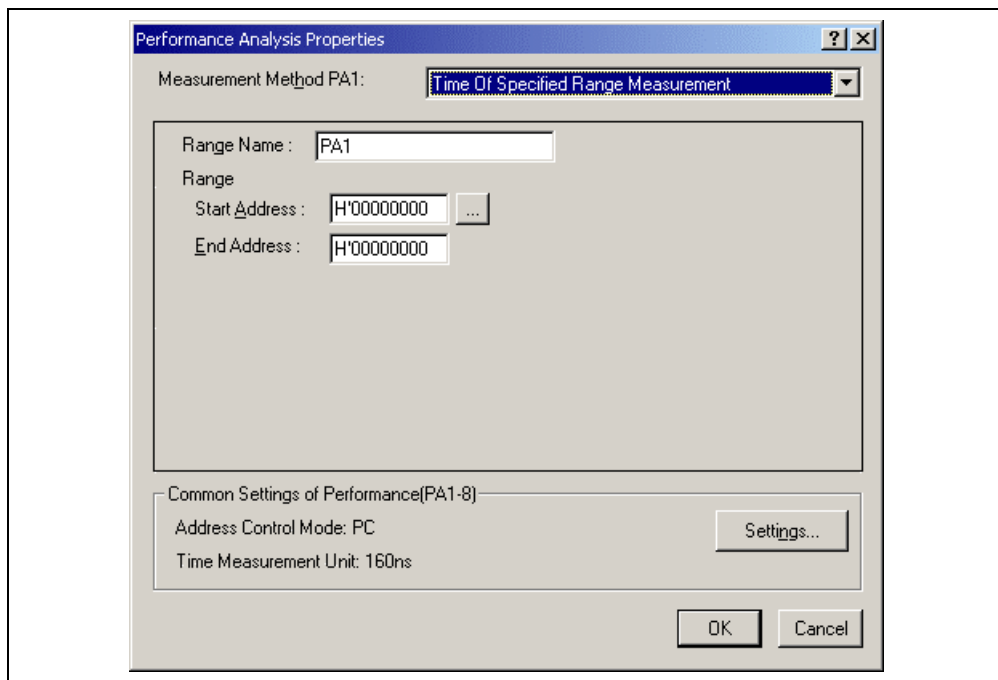 Performance Analysis Properties
Measurement Method PA1: Time Of Specified Range Measurement
Range Name : PA1
Range
Start Address : H'00000000 ...
End Address : H'00000000
Common Settings of Performance(PA1-8)
Address Control Mode: PC
Settings...
Time Measurement Unit: 160ns
OK Cancel